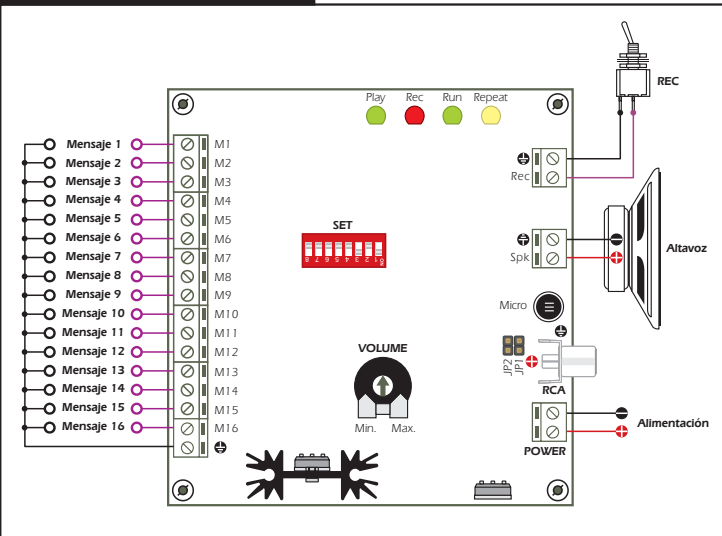 REC
Play Rec Run Repeat
Mensaje 1 M1
Mensaje 2 M2
Mensaje 3 M3
Mensaje 4 M4
Mensaje 5 M5
Mensaje 6 M6
Mensaje 7 M7
Mensaje 8 M8
Mensaje 9 M9
Mensaje 10 M10
Mensaje 11 M11
Mensaje 12 M12
Mensaje 13 M13
Mensaje 14 M14
Mensaje 15 M15
Mensaje 16 M16
SET
VOLUME
Min. Max.
Rec
Spk
Altavoz
Micro
JP2
JP1
RCA
POWER
Alimentación